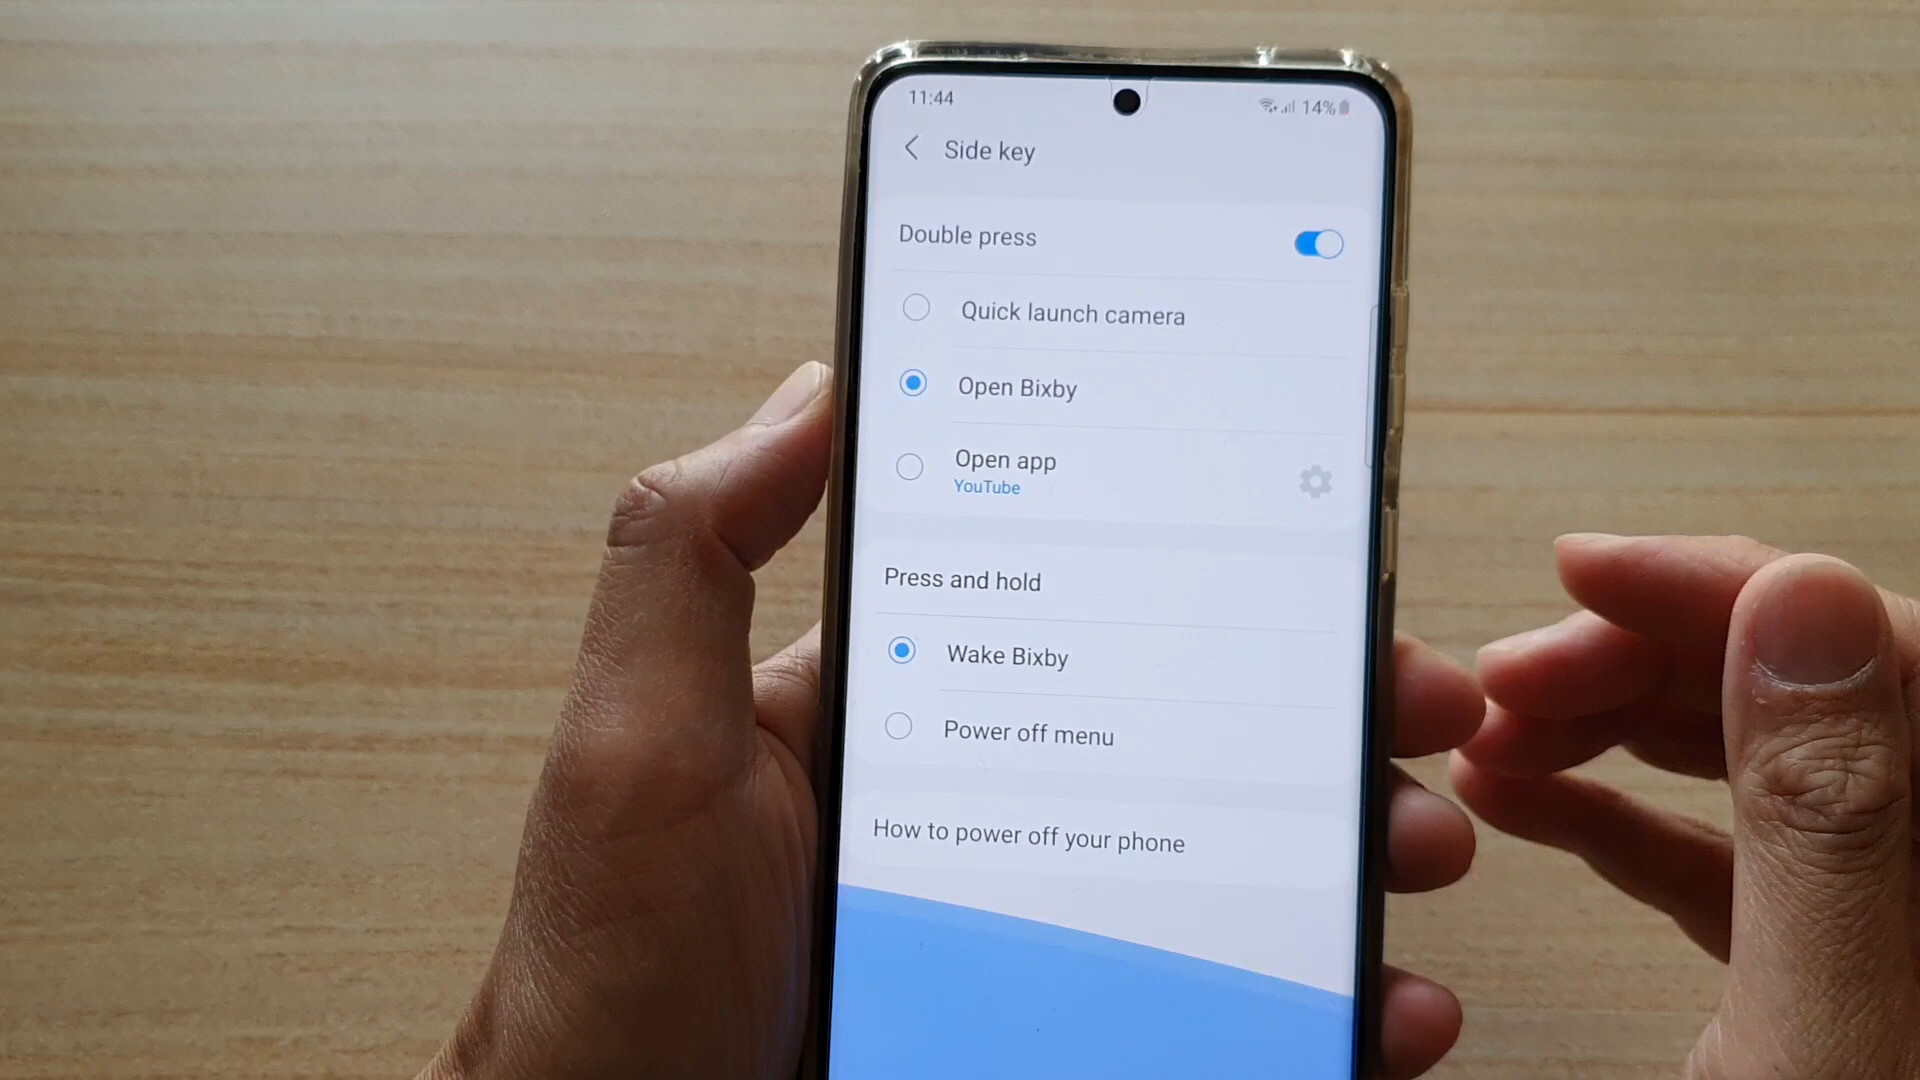 11:44
14%
Side key
Double press
Quick launch camera
Open Bixby
Open app
YouTube
Press and hold
Wake Bixby
Power off menu
How to power off your phone